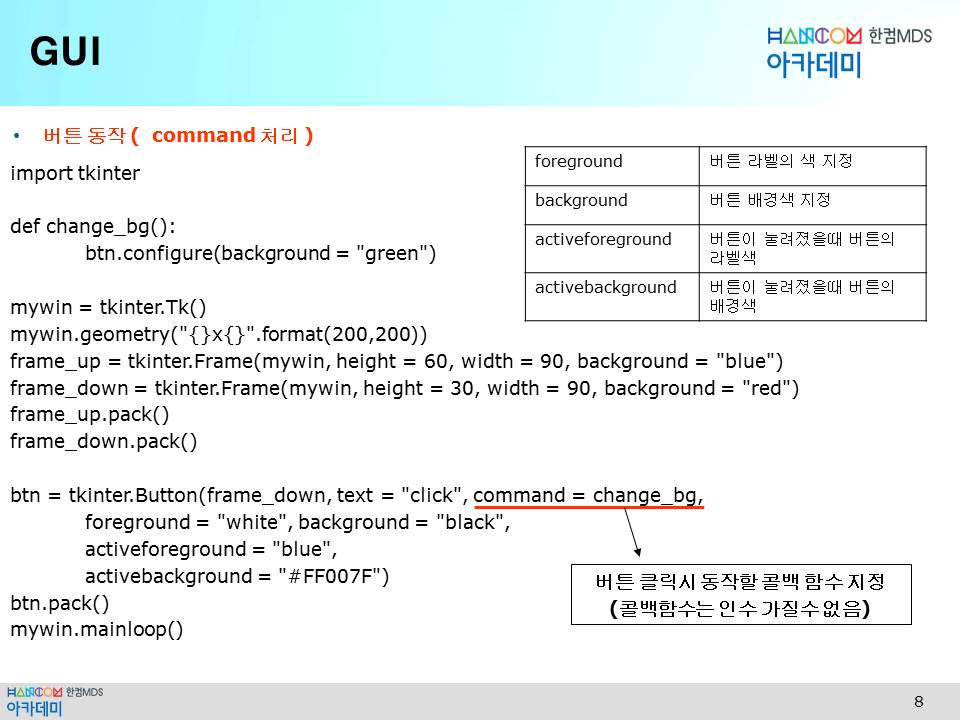 GUI
HANCOM 한컴MDS
아카데미
• 버튼 동작 ( command 처리 )
import tkinter
def change_bg():
btn.configure(background = "green")
mywin = tkinter.Tk()
mywin.geometry("{}x{}".format(200,200))
frame_up = tkinter.Frame(mywin, height = 60, width = 90, background = "blue")
frame_down = tkinter.Frame(mywin, height = 30, width = 90, background = "red")
frame_up.pack()
frame_down.pack()
btn = tkinter.Button(frame_down, text = "click", command = change_bg,
foreground = "white", background = "black",
activeforeground = "blue",
activebackground = "#FF007F")
btn.pack()
mywin.mainloop()
foreground 버튼 라벨의 색 지정
background 버튼 배경색 지정
activeforeground 버튼이 눌려졌을때 버튼의
라벨색
activebackground 버튼이 눌려졌을때 버튼의
배경색
버튼 클릭시 동작할 콜백 함수 지정
(콜백함수는 인수 가질수 없음)
HANCOM 한컴MDS
아카데미
8